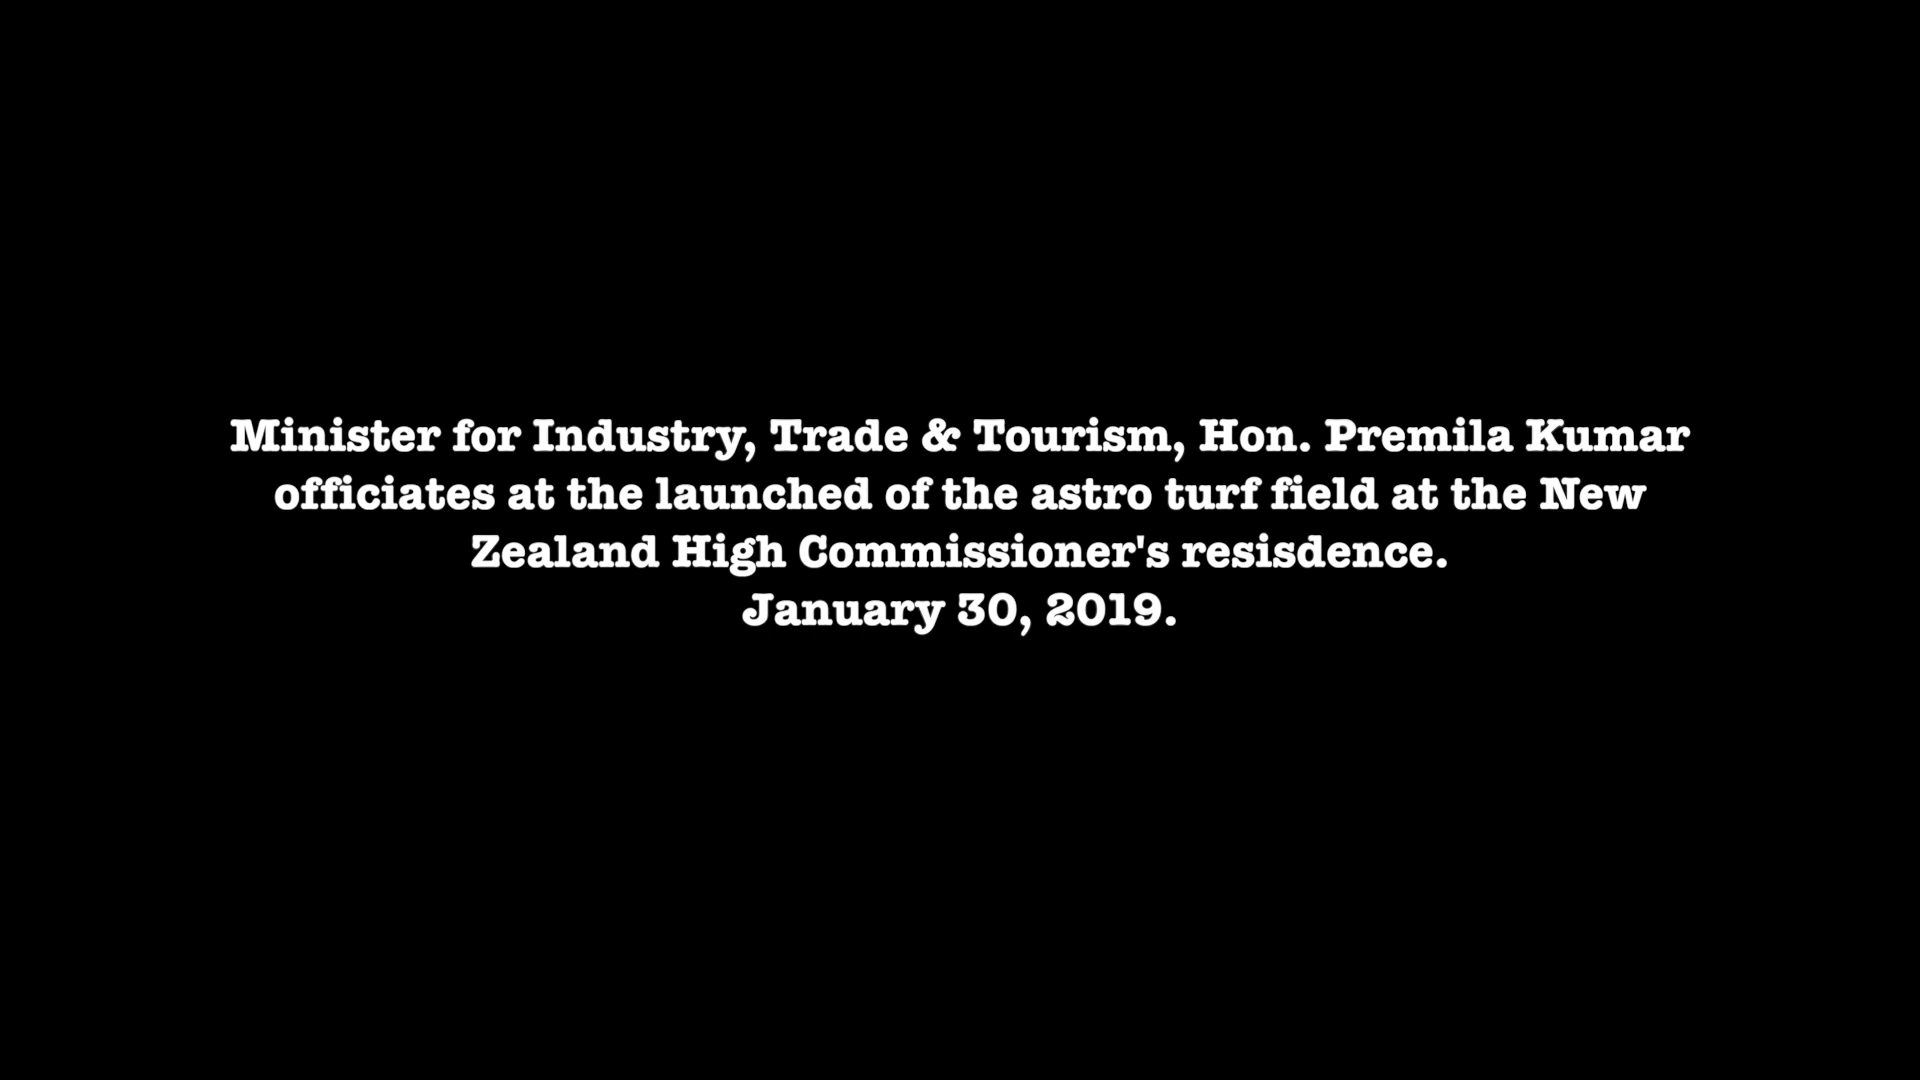 Minister for Industry, Trade & Tourism, Hon. Premila Kumar
officiates at the launched of the astro turf field at the New
Zealand High Commissioner's resisdence.
January 30, 2019.